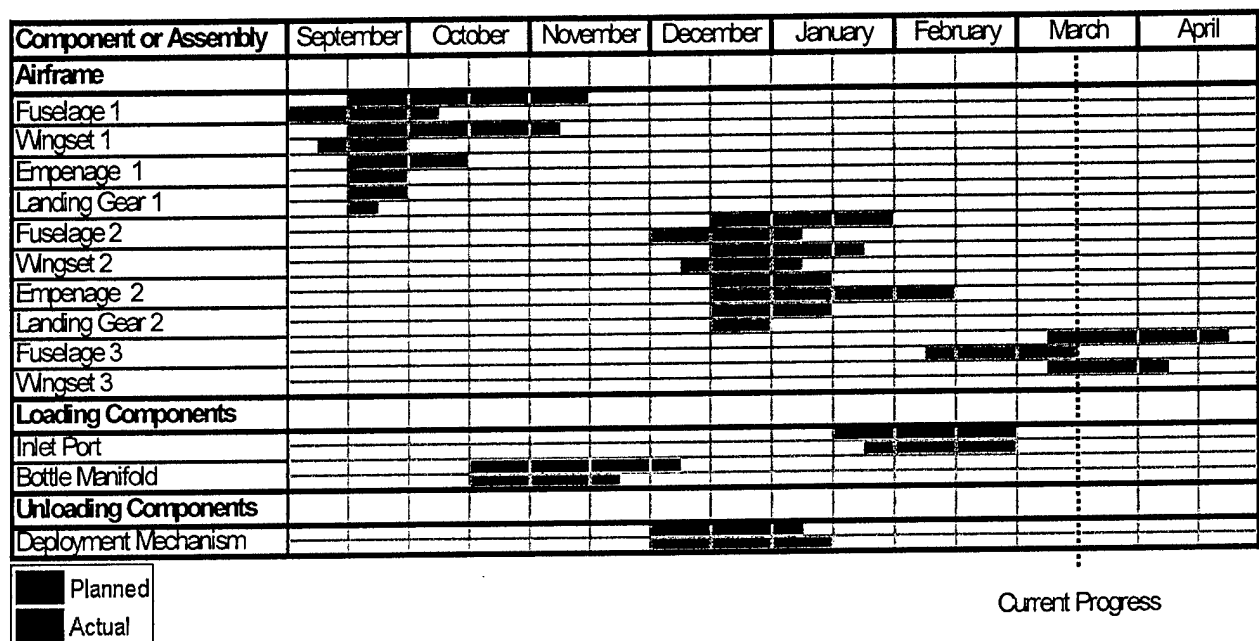 Component or Assembly September October November December January February March April
Airframe
Fuselage 1
Wingset 1
Empenage 1
Landing Gear 1
Fuselage 2
Wingset 2
Empenage 2
Landing Gear 2
Fuselage 3
Wingset 3
Loading Components
Inlet Port
Bottle Manifold
Unloading Components
Deployment Mechanism
Planned
Actual
Current Progress